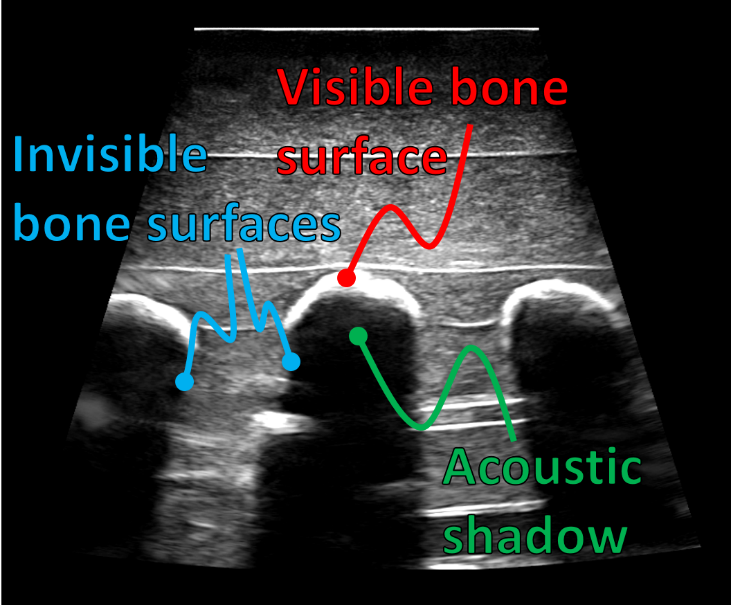 Visible bone
surface
Invisible
bone surfaces
Acoustic
shadow